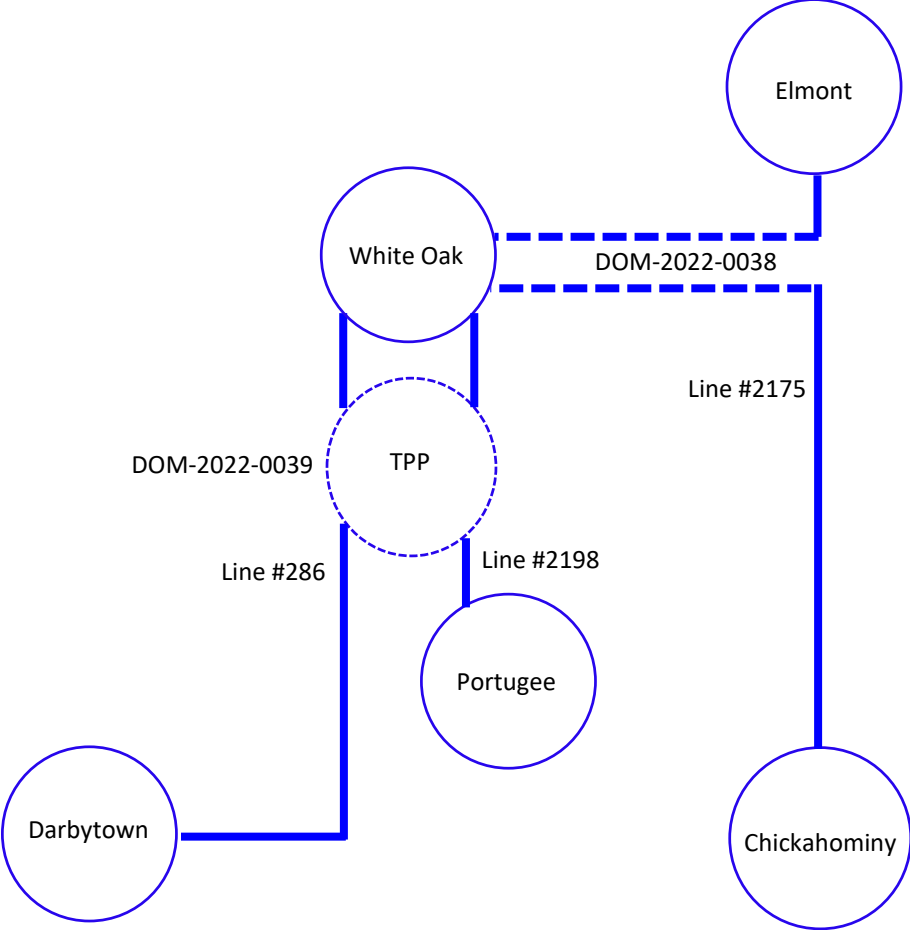 Elmont
White Oak
DOM-2022-0038
Line #2175
DOM-2022-0039
TPP
Line #286
Line #2198
Portugee
Darbytown
Chickahominy